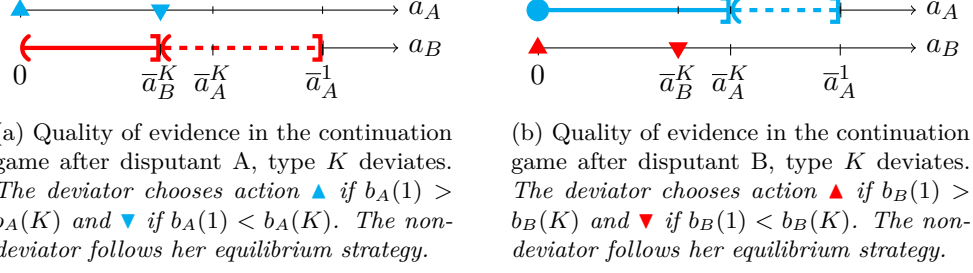 a_A
a_B
0 ā_B^K ā_A^K ā_A^1
a_A
a_B
0 ā_B^K ā_A^K ā_A^1
a) Quality of evidence in the continuation
game after disputant A, type K deviates.
The deviator chooses action ▲ if b_A(1) >
b_A(K) and ▼ if b_A(1) < b_A(K). The non-
deviator follows her equilibrium strategy.
(b) Quality of evidence in the continuation
game after disputant B, type K deviates.
The deviator chooses action ▲ if b_B(1) >
b_B(K) and ▼ if b_B(1) < b_B(K). The non-
deviator follows her equilibrium strategy.